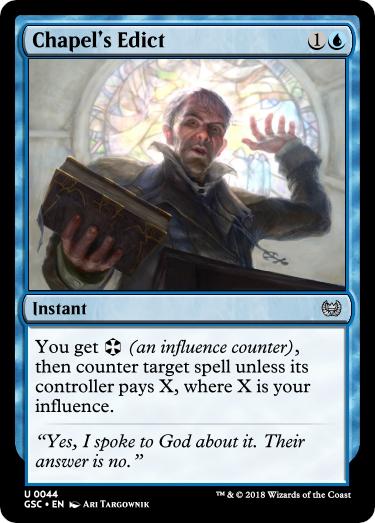 Chapel's Edict 1
Instant
You get (an influence counter),
then counter target spell unless its
controller pays X, where X is your
influence.
“Yes, I spoke to God about it. Their
answer is no.”
U 0044
GSC • EN Ari Targownik
™ & © 2018 Wizards of the Coast